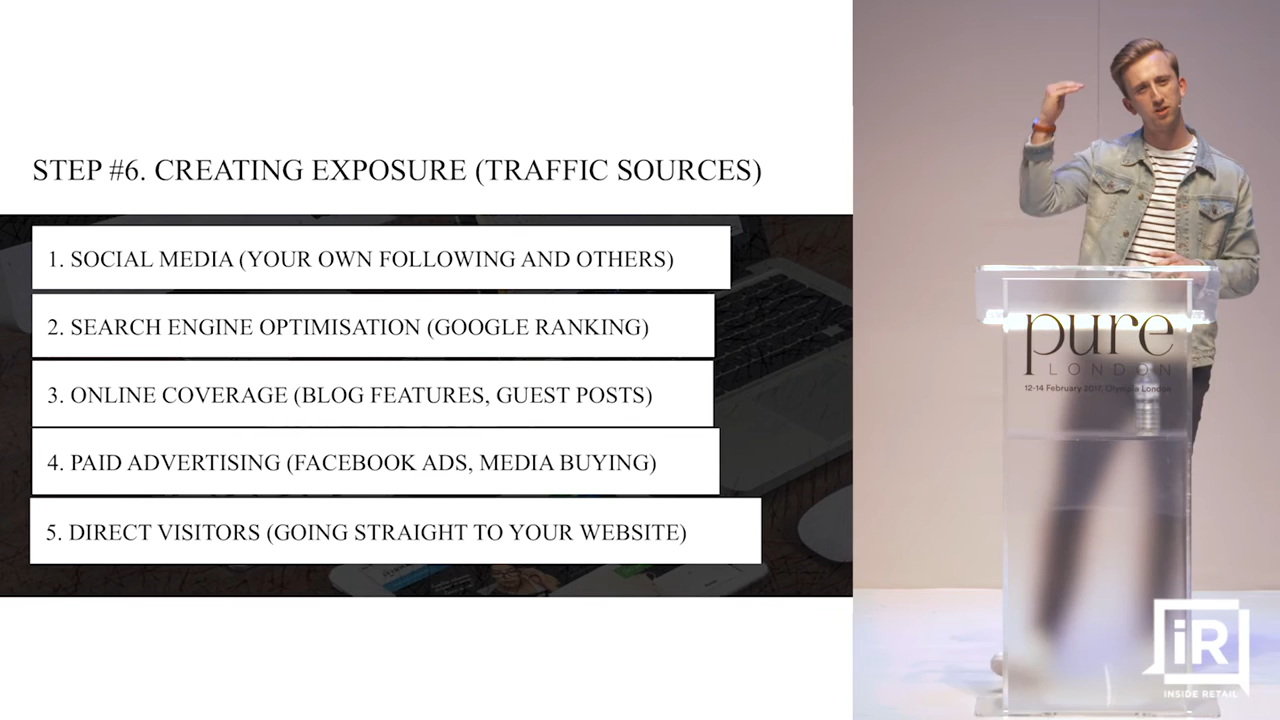 STEP #6. CREATING EXPOSURE (TRAFFIC SOURCES)
1. SOCIAL MEDIA (YOUR OWN FOLLOWING AND OTHERS)
2. SEARCH ENGINE OPTIMISATION (GOOGLE RANKING)
3. ONLINE COVERAGE (BLOG FEATURES, GUEST POSTS)
4. PAID ADVERTISING (FACEBOOK ADS, MEDIA BUYING)
5. DIRECT VISITORS (GOING STRAIGHT TO YOUR WEBSITE)
pure
LONDON
12-14 February 2017, Olympia London
iR
INSIDE RETAIL